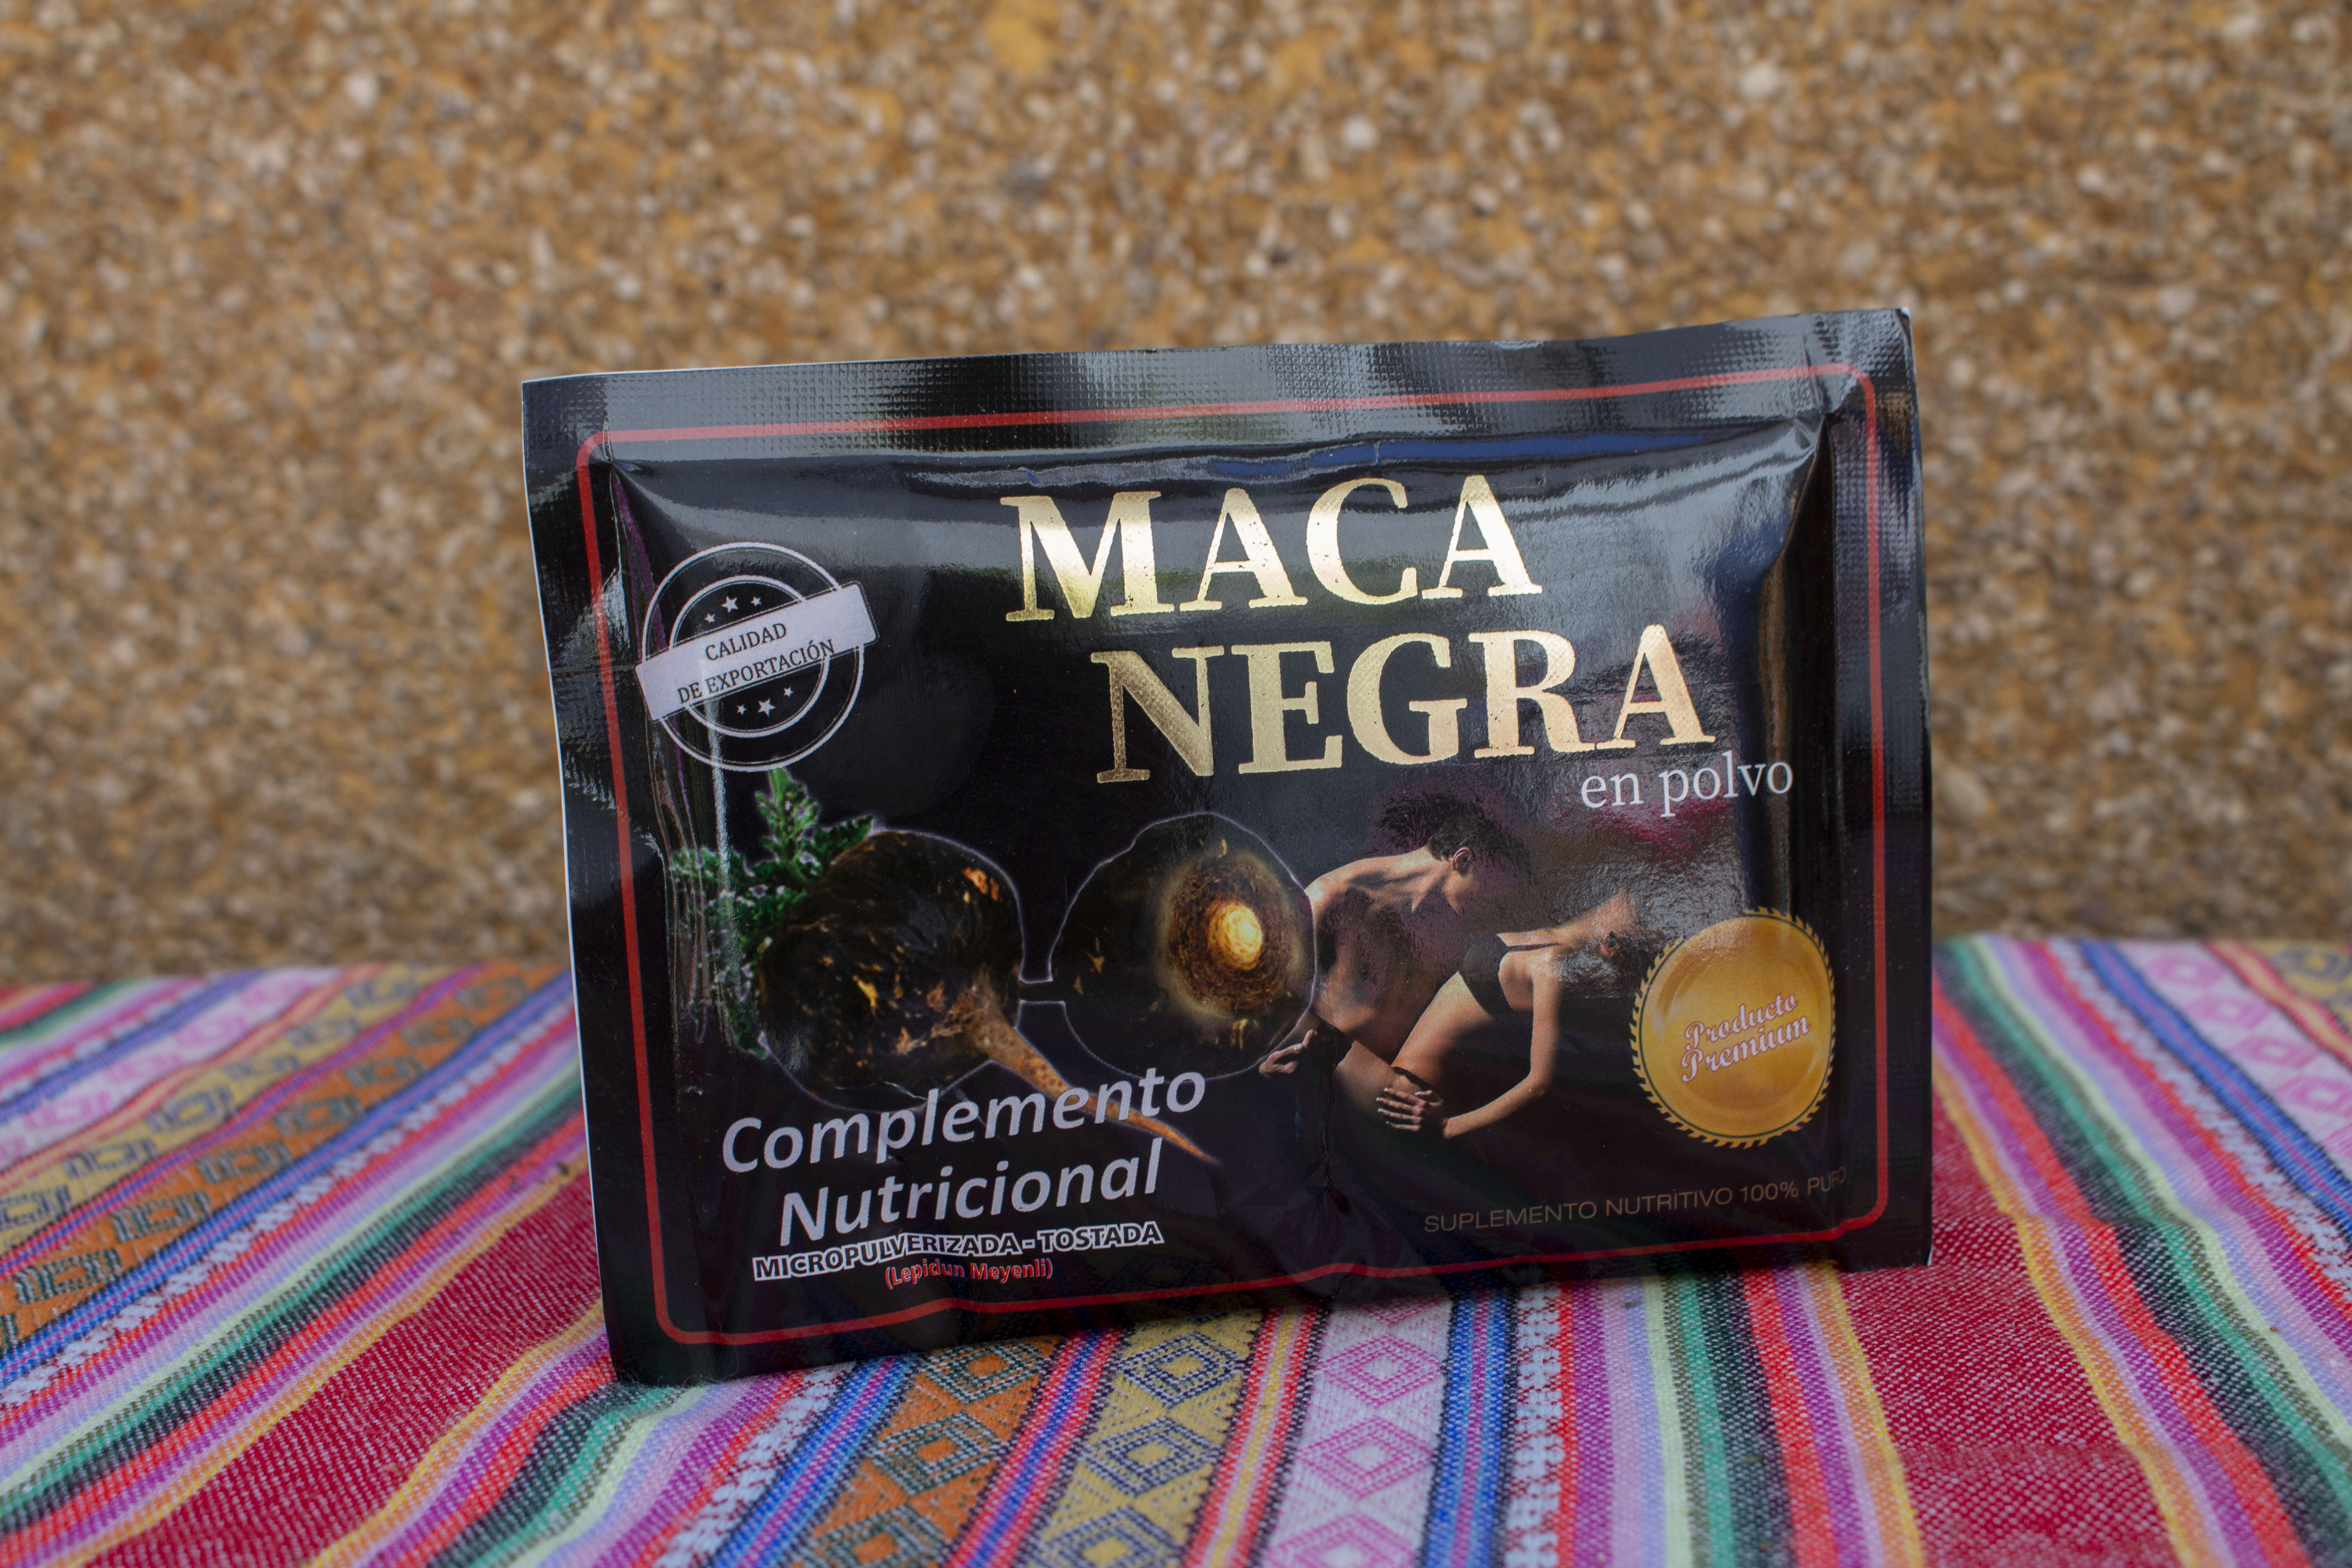 MACA
NEGRA
en polvo
CALIDAD
DE EXPORTACIÓN
Producto
Premium
Complemento
Nutricional
MICROPULVERIZADA - TOSTADA
(Lepidun Meyenli)
SUPLEMENTO NUTRITIVO 100% PURO